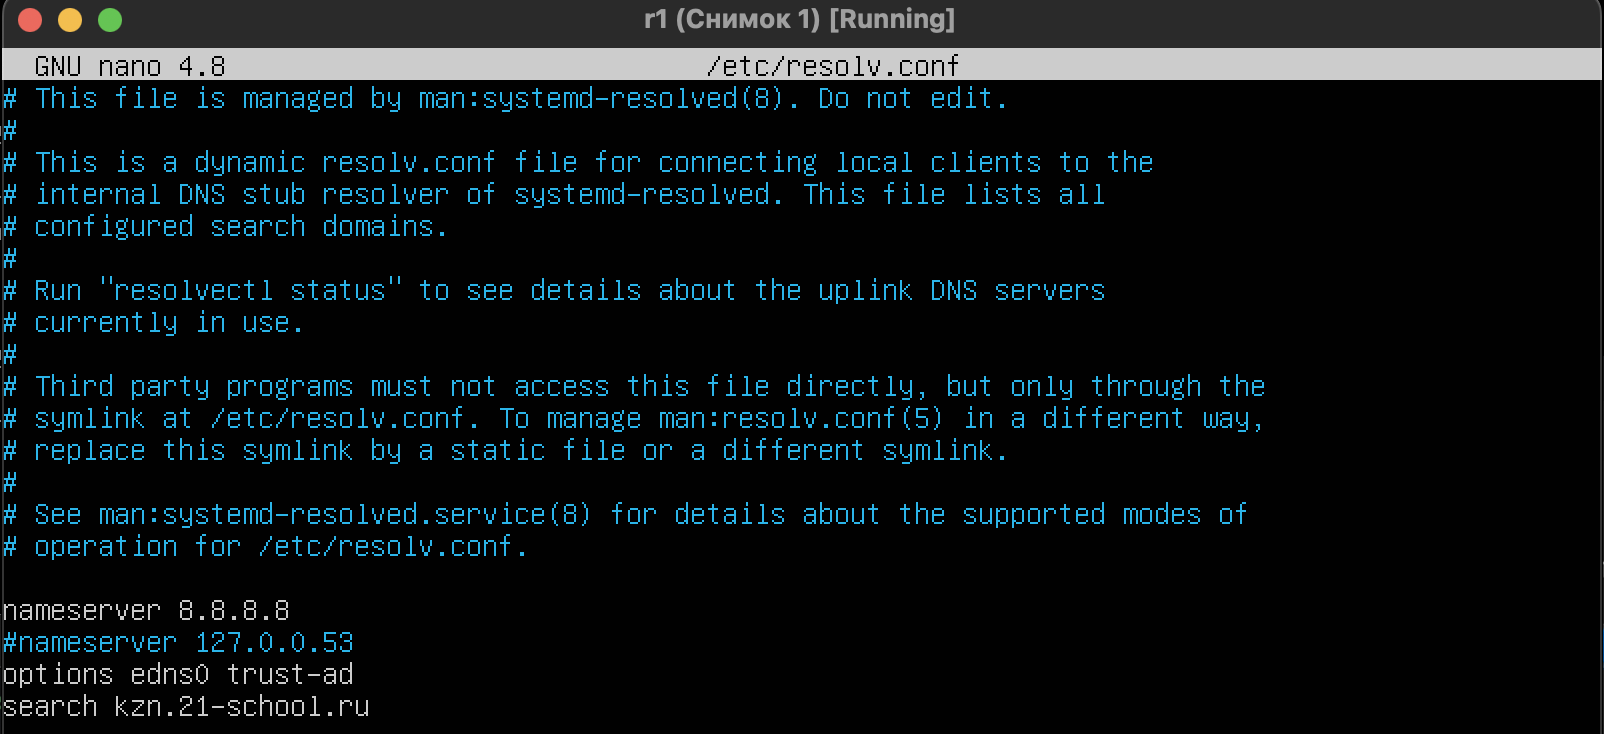 r1 (Снимок 1) [Running]
GNU nano 4.8 /etc/resolv.conf
# This file is managed by man:systemd-resolved(8). Do not edit.
#
# This is a dynamic resolv.conf file for connecting local clients to the
# internal DNS stub resolver of systemd-resolved. This file lists all
# configured search domains.
#
# Run "resolvectl status" to see details about the uplink DNS servers
# currently in use.
#
# Third party programs must not access this file directly, but only through the
# symlink at /etc/resolv.conf. To manage man:resolv.conf(5) in a different way,
# replace this symlink by a static file or a different symlink.
#
# See man:systemd-resolved.service(8) for details about the supported modes of
# operation for /etc/resolv.conf.
nameserver 8.8.8.8
#nameserver 127.0.0.53
options edns0 trust-ad
search kzn.21-school.ru